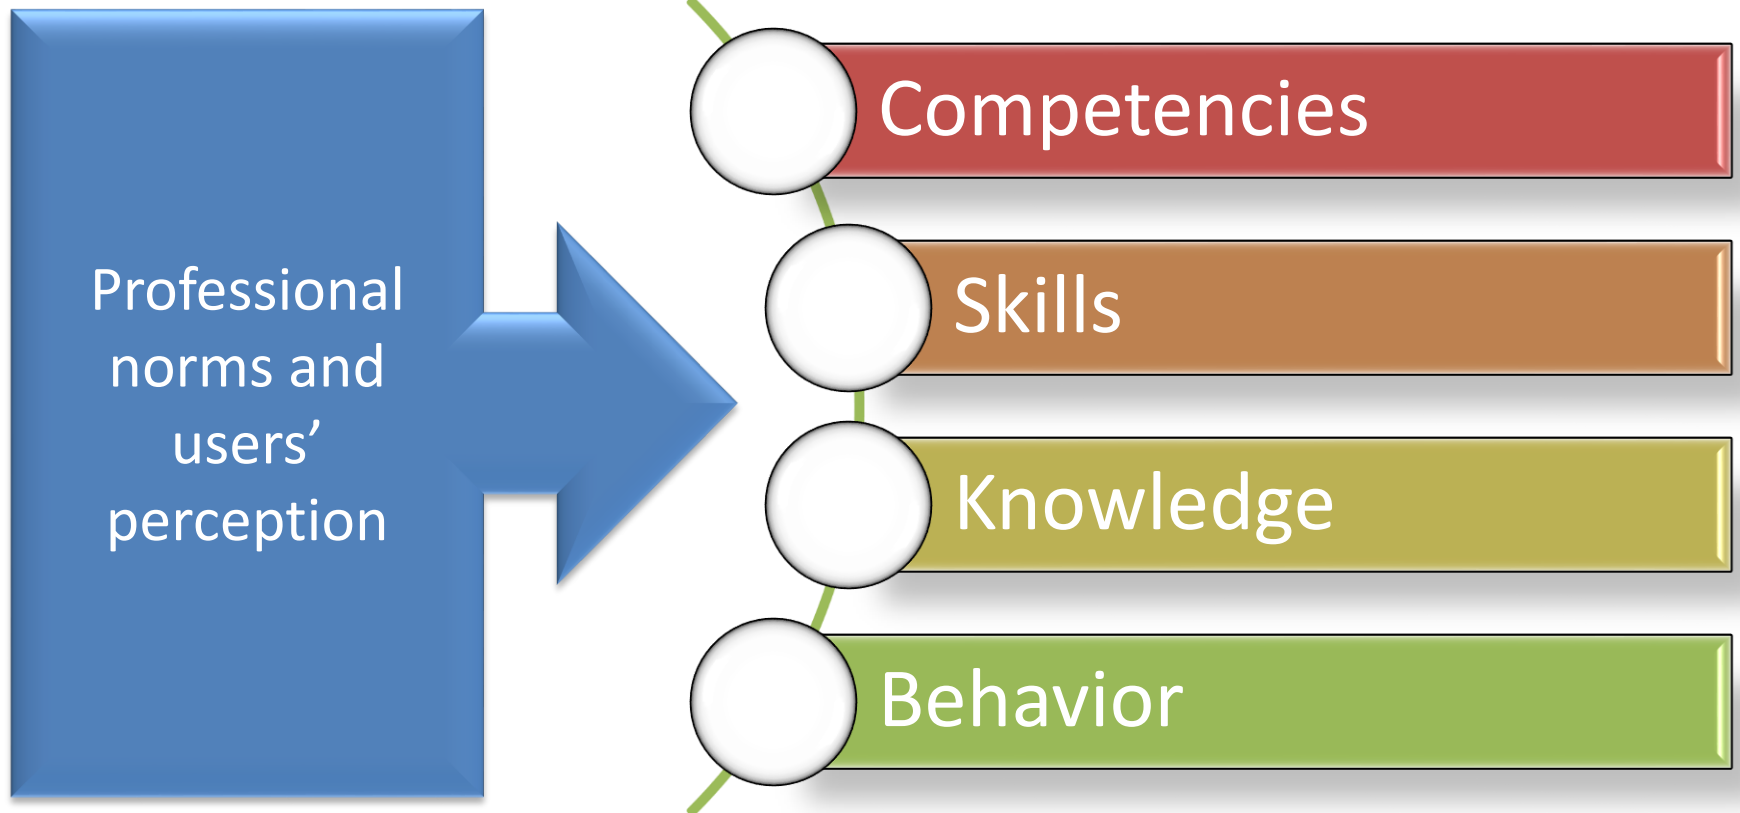 Professional
norms and
users’
perception
Competencies
Skills
Knowledge
Behavior